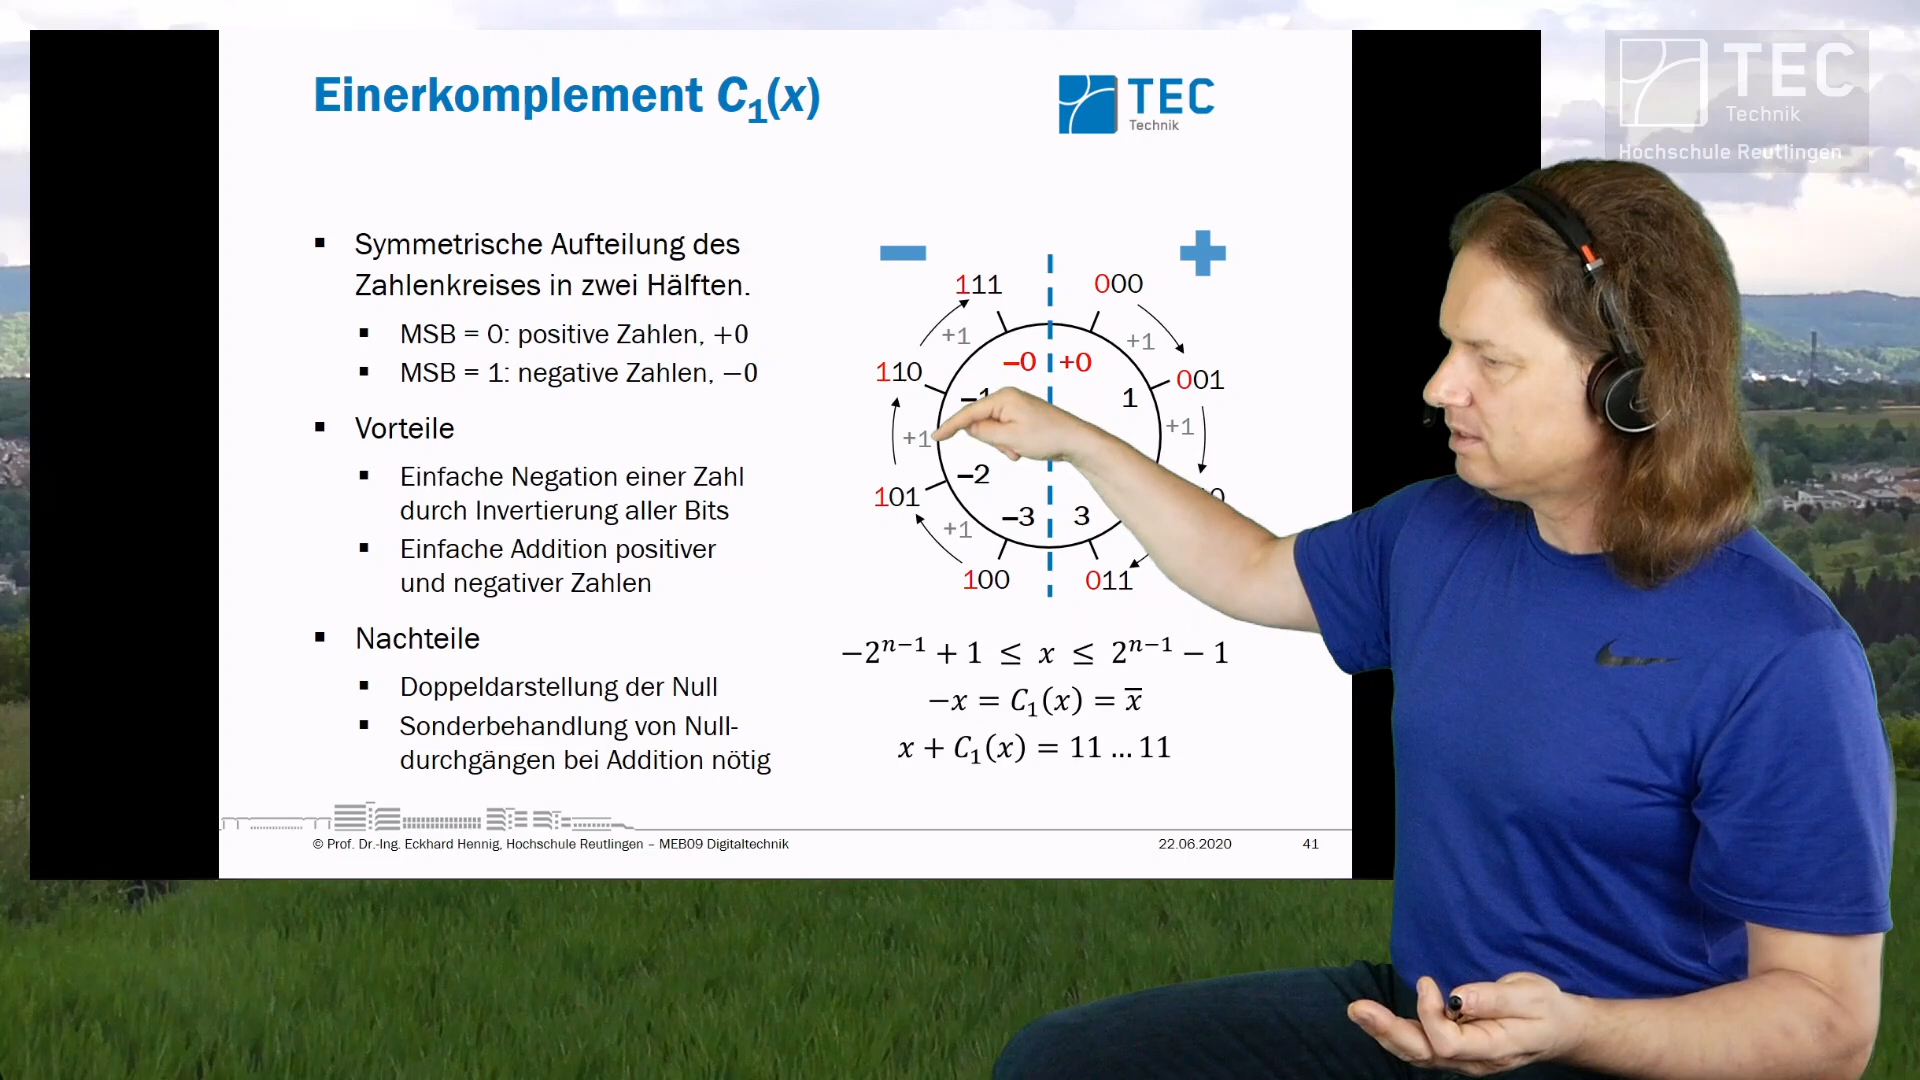 Einerkomplement C₁(x)
TEC
Technik
TEC
Technik
Hochschule Reutlingen
▪ Symmetrische Aufteilung des
Zahlenkreises in zwei Hälften.
▪ MSB = 0: positive Zahlen, +0
▪ MSB = 1: negative Zahlen, −0
▪ Vorteile
▪ Einfache Negation einer Zahl
durch Invertierung aller Bits
▪ Einfache Addition positiver
und negativer Zahlen
▪ Nachteile
▪ Doppeldarstellung der Null
▪ Sonderbehandlung von Null-
durchgängen bei Addition nötig
− +
111 000
+1 +1
−0 +0
110 001
−1 1
+1 +1
−2
101
−3 3
+1
100 011
−2ⁿ⁻¹ + 1 ≤ x ≤ 2ⁿ⁻¹ − 1
−x = C₁(x) = x̅
x + C₁(x) = 11 … 11
© Prof. Dr.-Ing. Eckhard Hennig, Hochschule Reutlingen – MEB09 Digitaltechnik
22.06.2020
41